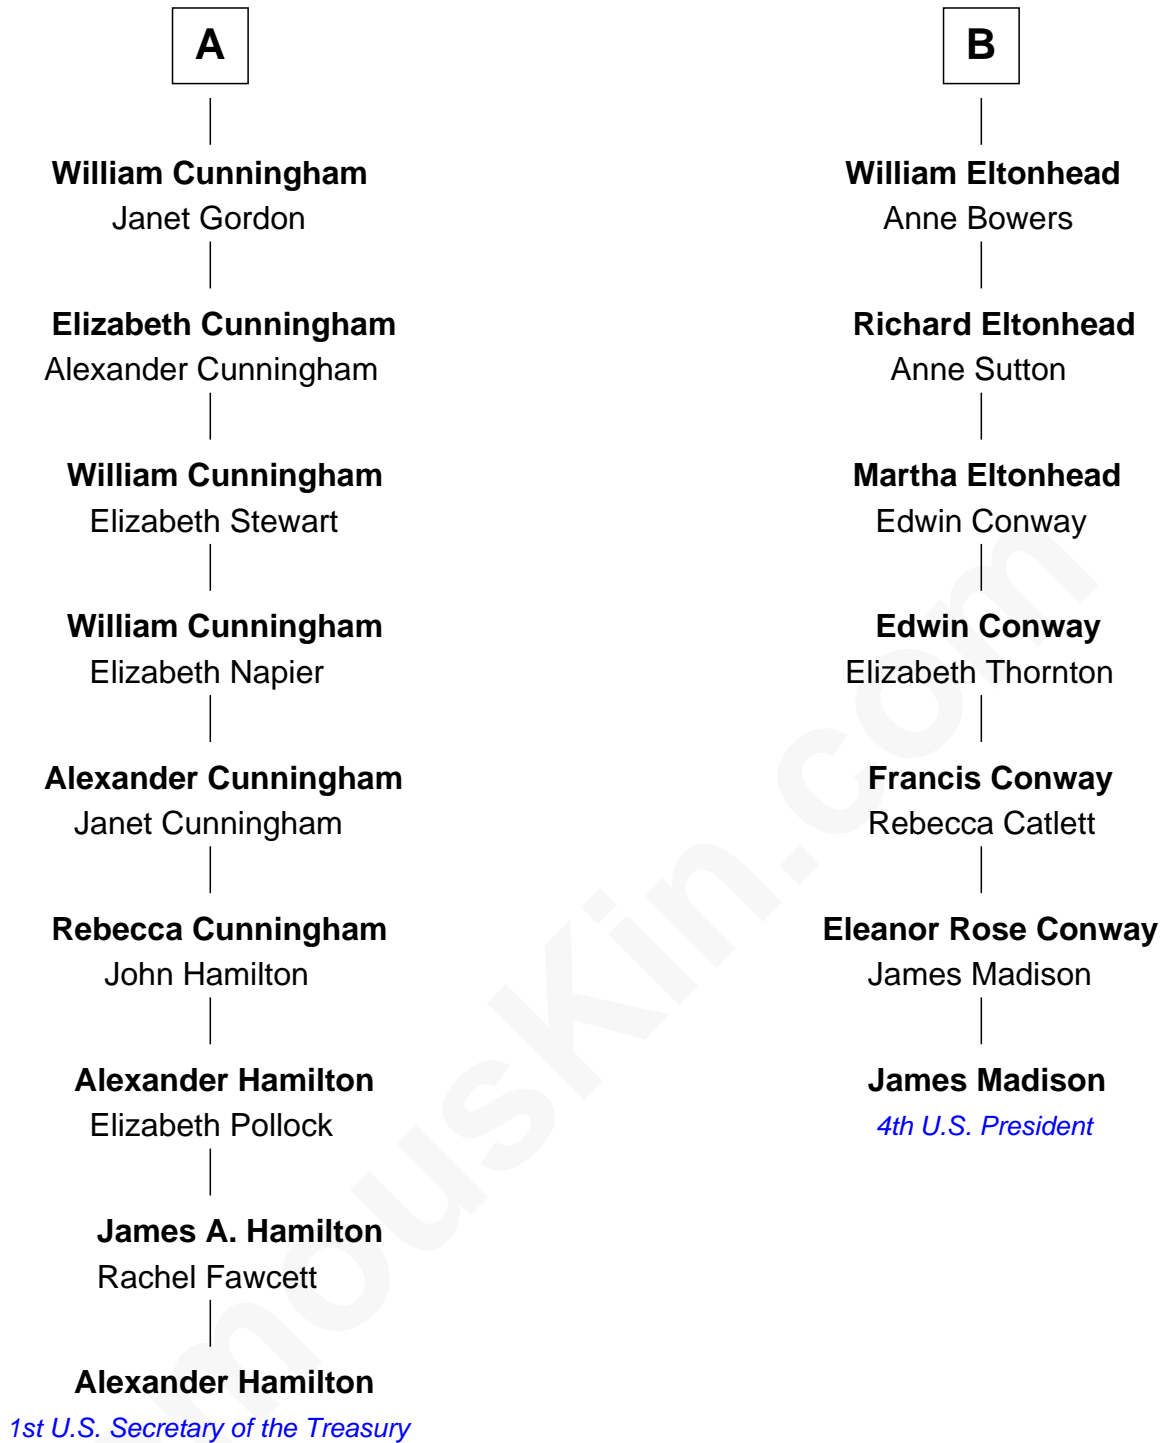 A
William Cunningham
Janet Gordon
Elizabeth Cunningham
Alexander Cunningham
William Cunningham
Elizabeth Stewart
William Cunningham
Elizabeth Napier
Alexander Cunningham
Janet Cunningham
Rebecca Cunningham
John Hamilton
Alexander Hamilton
Elizabeth Pollock
James A. Hamilton
Rachel Fawcett
Alexander Hamilton
1st U.S. Secretary of the Treasury
B
William Eltonhead
Anne Bowers
Richard Eltonhead
Anne Sutton
Martha Eltonhead
Edwin Conway
Edwin Conway
Elizabeth Thornton
Francis Conway
Rebecca Catlett
Eleanor Rose Conway
James Madison
James Madison
4th U.S. President
mousKin.com